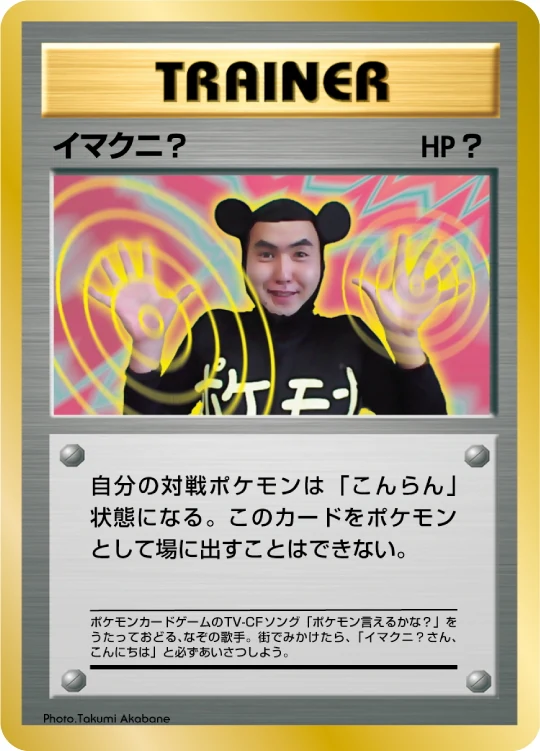 TRAINER
イマクニ? HP ?
ポケモン
自分の対戦ポケモンは「こんらん」
状態になる。このカードをポケモン
として場に出すことはできない。
ポケモンカードゲームのTV-CFソング「ポケモン言えるかな?」を
うたっておどる、なぞの歌手。街でみかけたら、「イマクニ?さん、
こんにちは」と必ずあいさつしよう。
Photo.Takumi Akabane